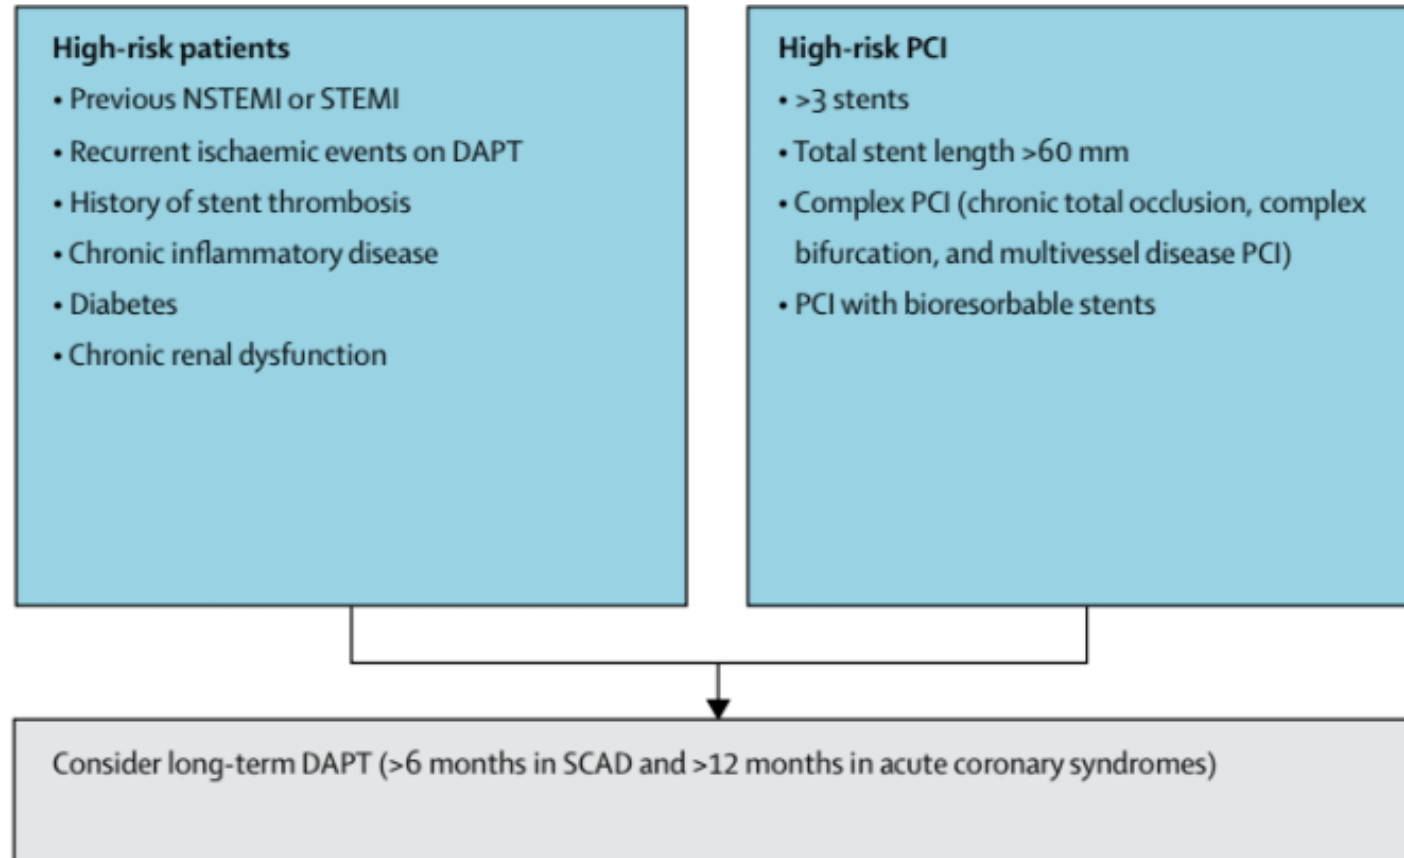 High-risk patients
• Previous NSTEMI or STEMI
• Recurrent ischaemic events on DAPT
• History of stent thrombosis
• Chronic inflammatory disease
• Diabetes
• Chronic renal dysfunction
High-risk PCI
• >3 stents
• Total stent length >60 mm
• Complex PCI (chronic total occlusion, complex
bifurcation, and multivessel disease PCI)
• PCI with bioresorbable stents
Consider long-term DAPT (>6 months in SCAD and >12 months in acute coronary syndromes)